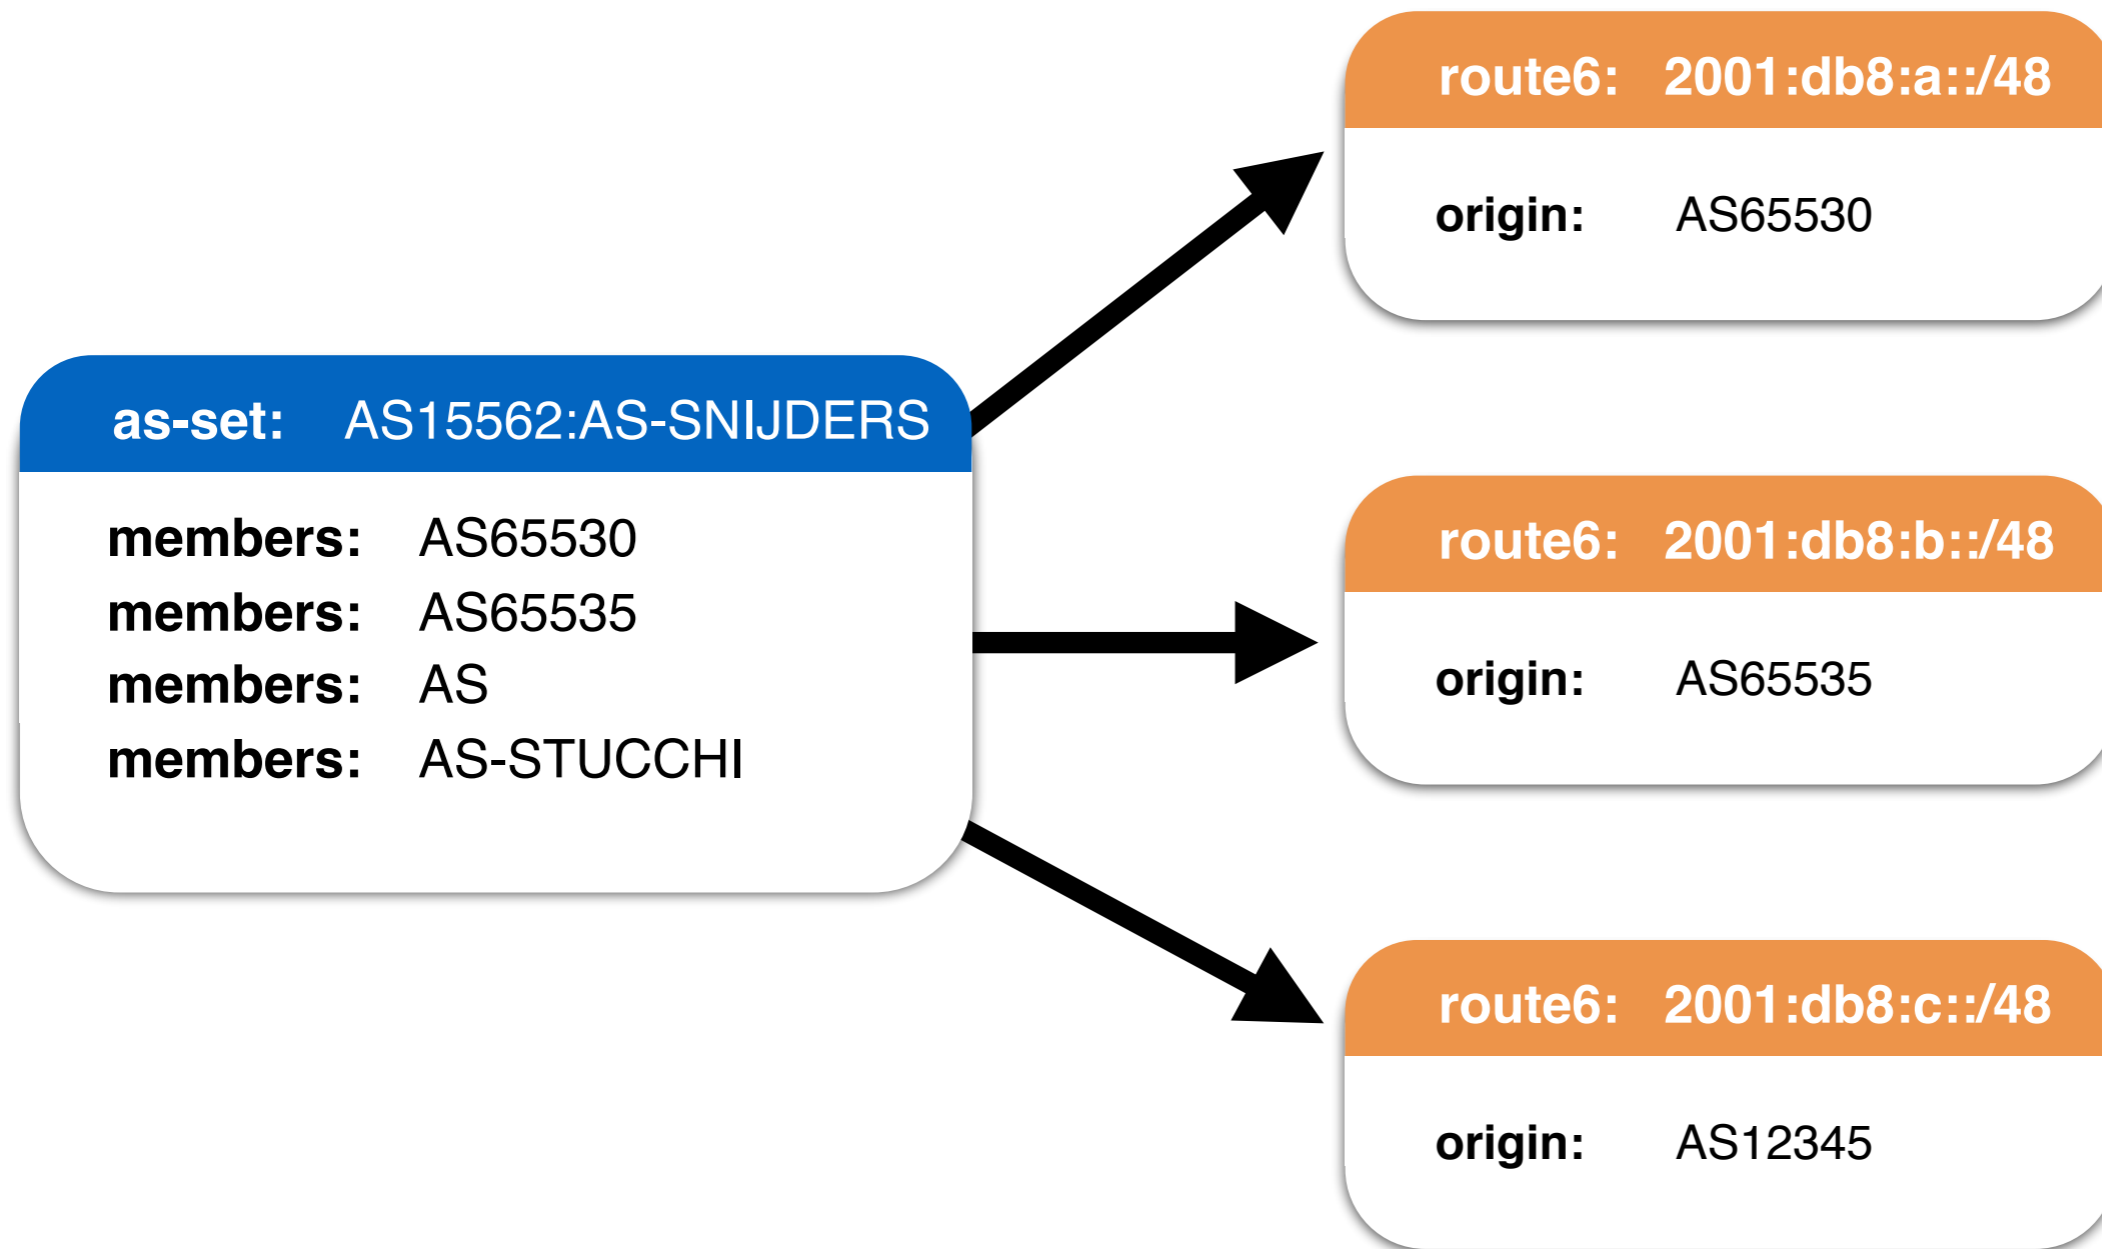 as-set: AS15562:AS-SNIJDERS
members: AS65530
members: AS65535
members: AS
members: AS-STUCCHI
route6: 2001:db8:a::/48
origin: AS65530
route6: 2001:db8:b::/48
origin: AS65535
route6: 2001:db8:c::/48
origin: AS12345